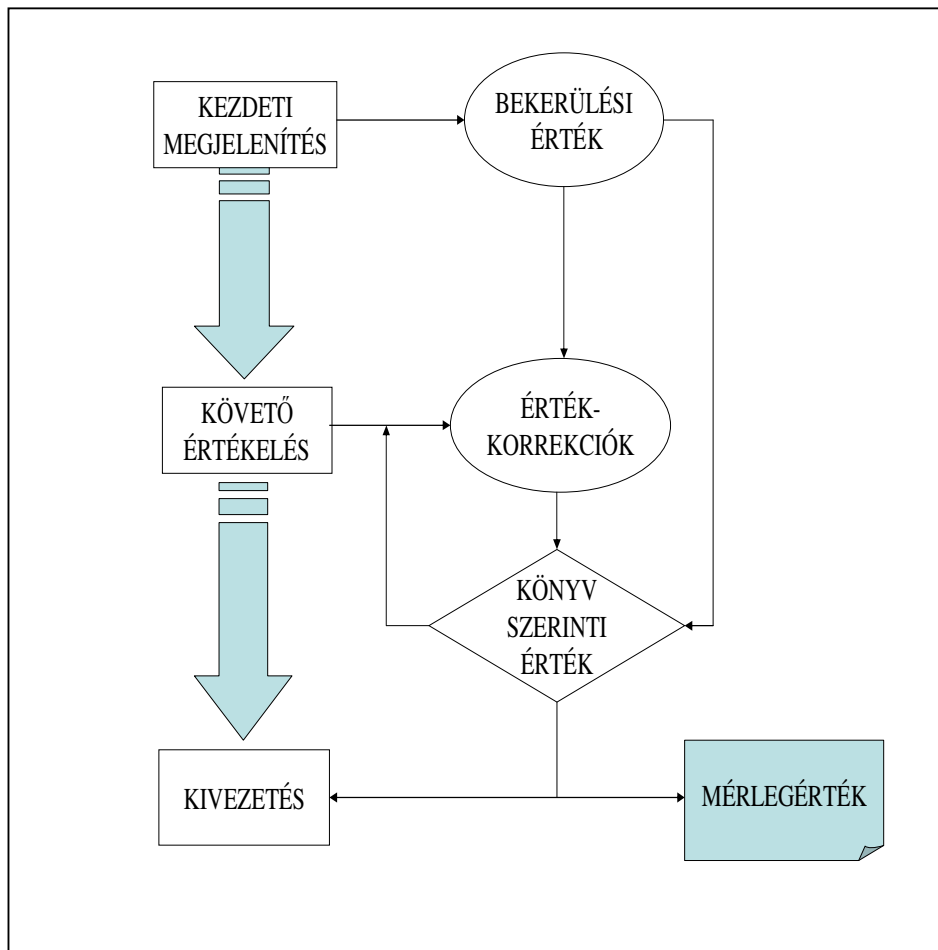 KEZDETI
MEGJELENÍTÉS
BEKERÜLÉSI
ÉRTÉK
KÖVETŐ
ÉRTÉKELÉS
ÉRTÉK-
KORREKCIÓK
KÖNYV
SZERINTI
ÉRTÉK
KIVEZETÉS
MÉRLEGÉRTÉK